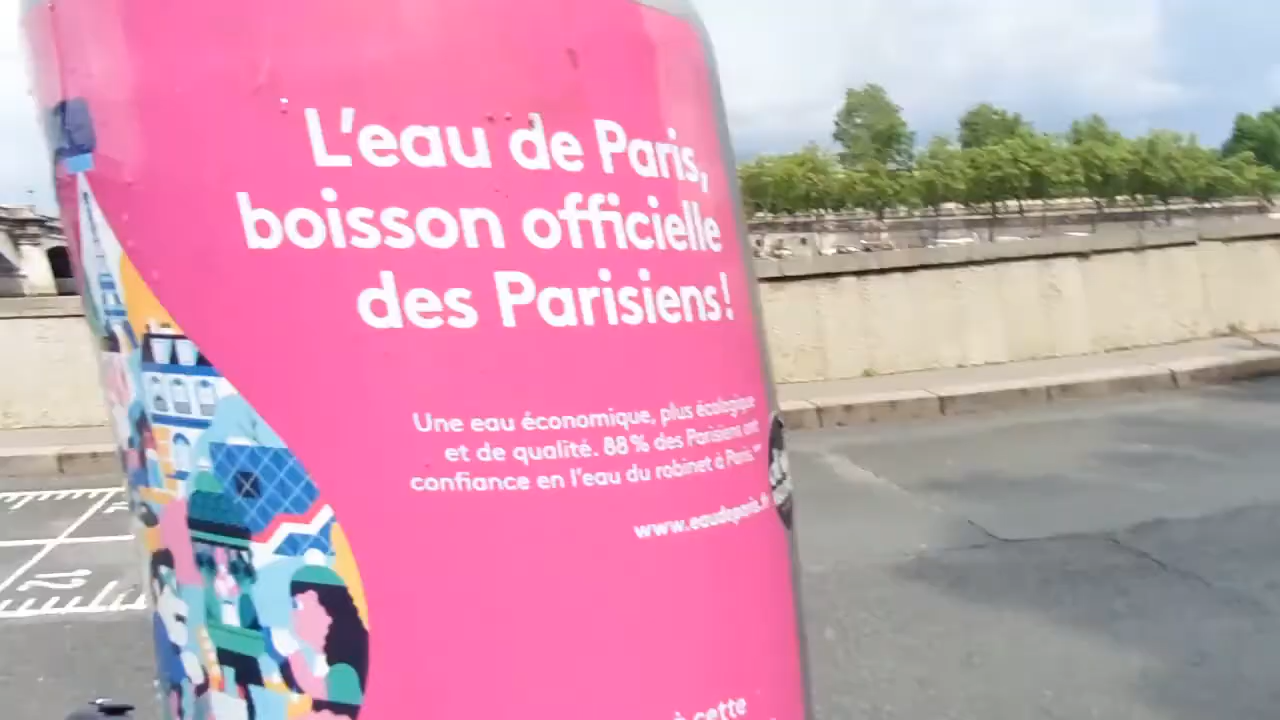 L'eau de Paris,
boisson officielle
des Parisiens!
Une eau économique, plus écologique
et de qualité. 88% des Parisiens ont
confiance en l'eau du robinet à Paris**
www.eaudeparis.fr
à cette